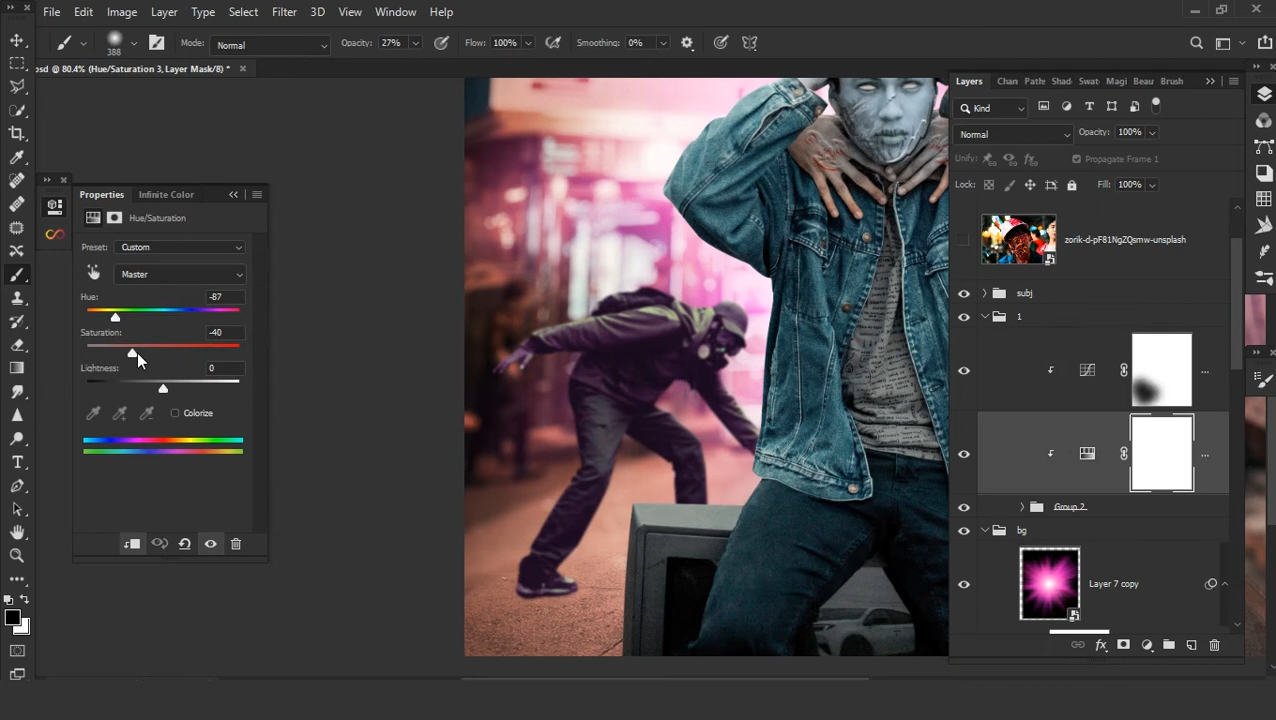 File Edit Image Layer Type Select Filter 3D View Window Help
388 Mode: Normal Opacity: 27% Flow: 100% Smoothing: 0%
psd @ 80.4% (Hue/Saturation 3, Layer Mask/8) *
Properties Infinite Color
Hue/Saturation
Preset: Custom
Master
Hue: -87
Saturation: -40
Lightness: 0
Colorize
Layers Chan Path Shad Swat Magi Beau Brush
Kind
Normal Opacity: 100%
Unify: Propagate Frame 1
Lock: Fill: 100%
zorik-d-pF81NgZQsmw-unsplash
subj
1
Group 2
bg
Layer 7 copy